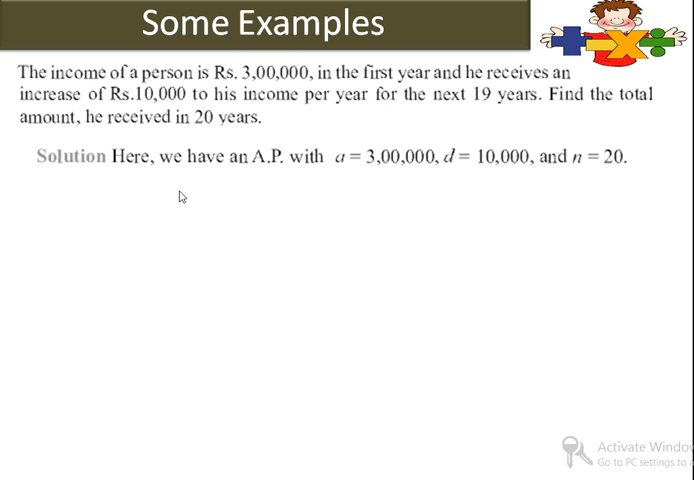 Some Examples
The income of a person is Rs. 3,00,000, in the first year and he receives an
increase of Rs.10,000 to his income per year for the next 19 years. Find the total
amount, he received in 20 years.
Solution Here, we have an A.P. with a = 3,00,000, d = 10,000, and n = 20.
Activate Windo
Go to PC settings to